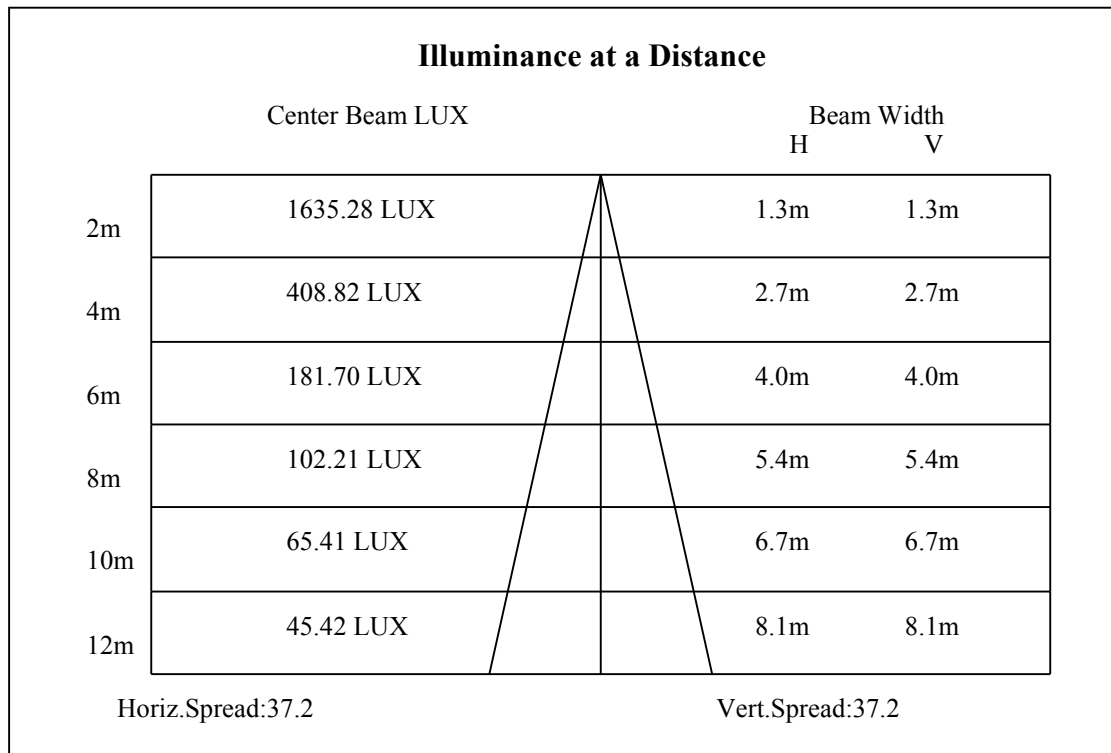 Illuminance at a Distance
Center Beam LUX Beam Width
H V
2m 1635.28 LUX 1.3m 1.3m
4m 408.82 LUX 2.7m 2.7m
6m 181.70 LUX 4.0m 4.0m
8m 102.21 LUX 5.4m 5.4m
10m 65.41 LUX 6.7m 6.7m
12m 45.42 LUX 8.1m 8.1m
Horiz.Spread:37.2 Vert.Spread:37.2